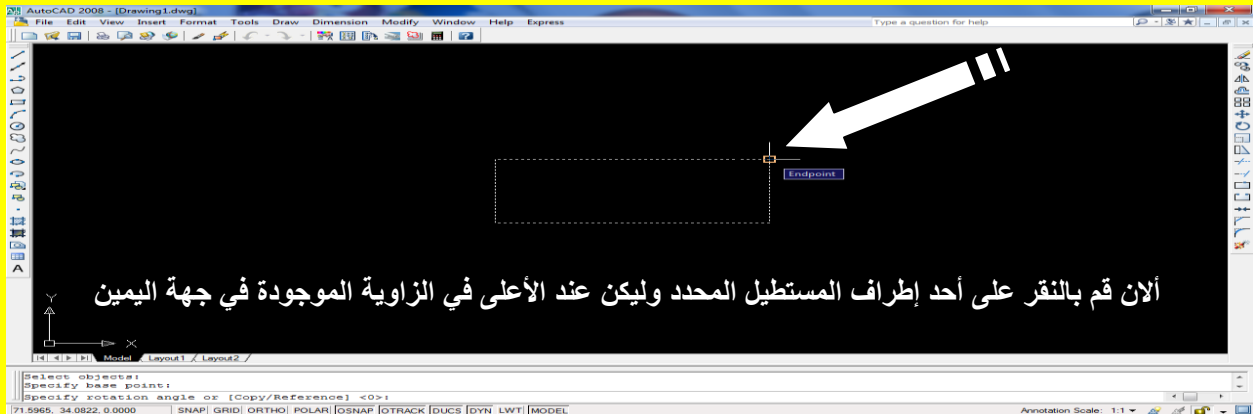 AutoCAD 2008 - [Drawing1.dwg]
File Edit View Insert Format Tools Draw Dimension Modify Window Help Express
Type a question for help
Endpoint
ألان قم بالنقر على أحد إطراف المستطيل المحدد وليكن عند الأعلى في الزاوية الموجودة في جهة اليمين
Y
X
A
Model Layout1 Layout2
Select objects:
Specify base point:
Specify rotation angle or [Copy/Reference] <0>:
71.5965, 34.0822, 0.0000 SNAP GRID ORTHO POLAR OSNAP OTRACK DUCS DYN LWT MODEL Annotation Scale: 1:1